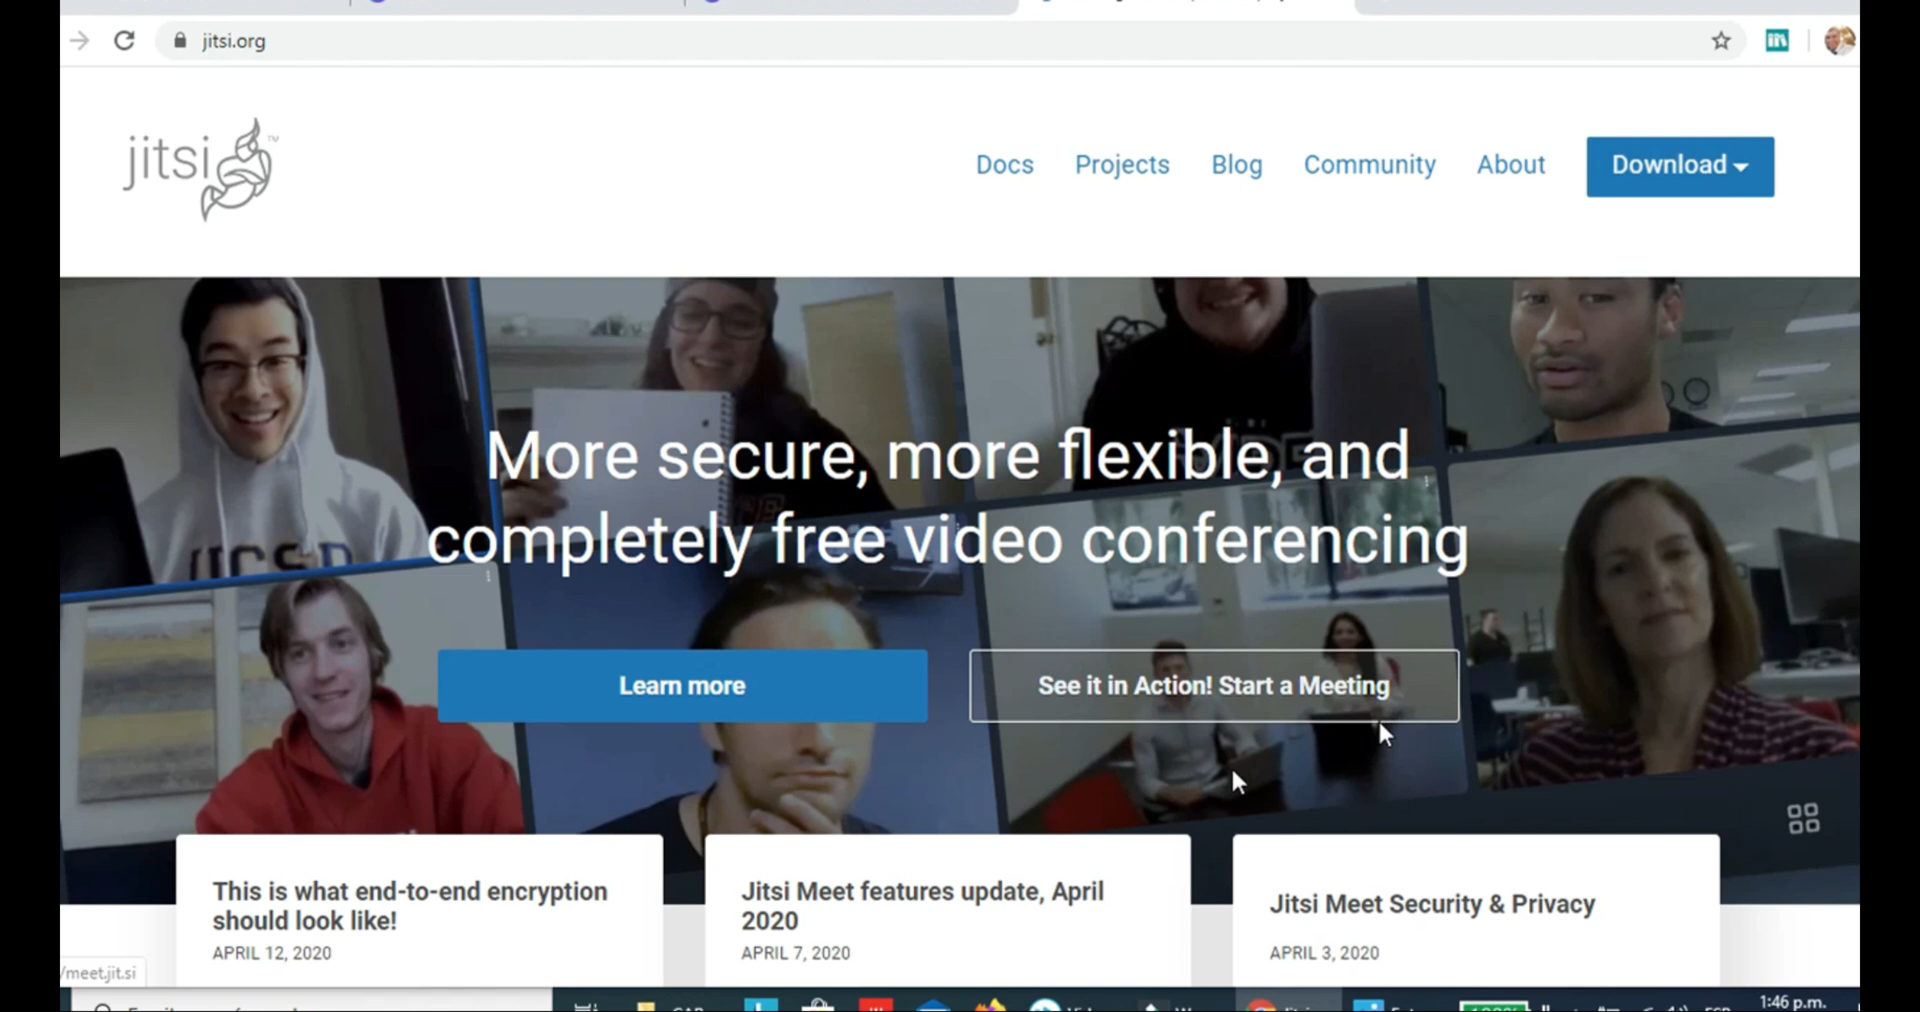 jitsi.org
jitsi™
Docs Projects Blog Community About Download
More secure, more flexible, and
completely free video conferencing
Learn more
See it in Action! Start a Meeting
This is what end-to-end encryption
should look like!
APRIL 12, 2020
Jitsi Meet features update, April
2020
APRIL 7, 2020
Jitsi Meet Security & Privacy
APRIL 3, 2020
/meet.jit.si
1:46 p.m.